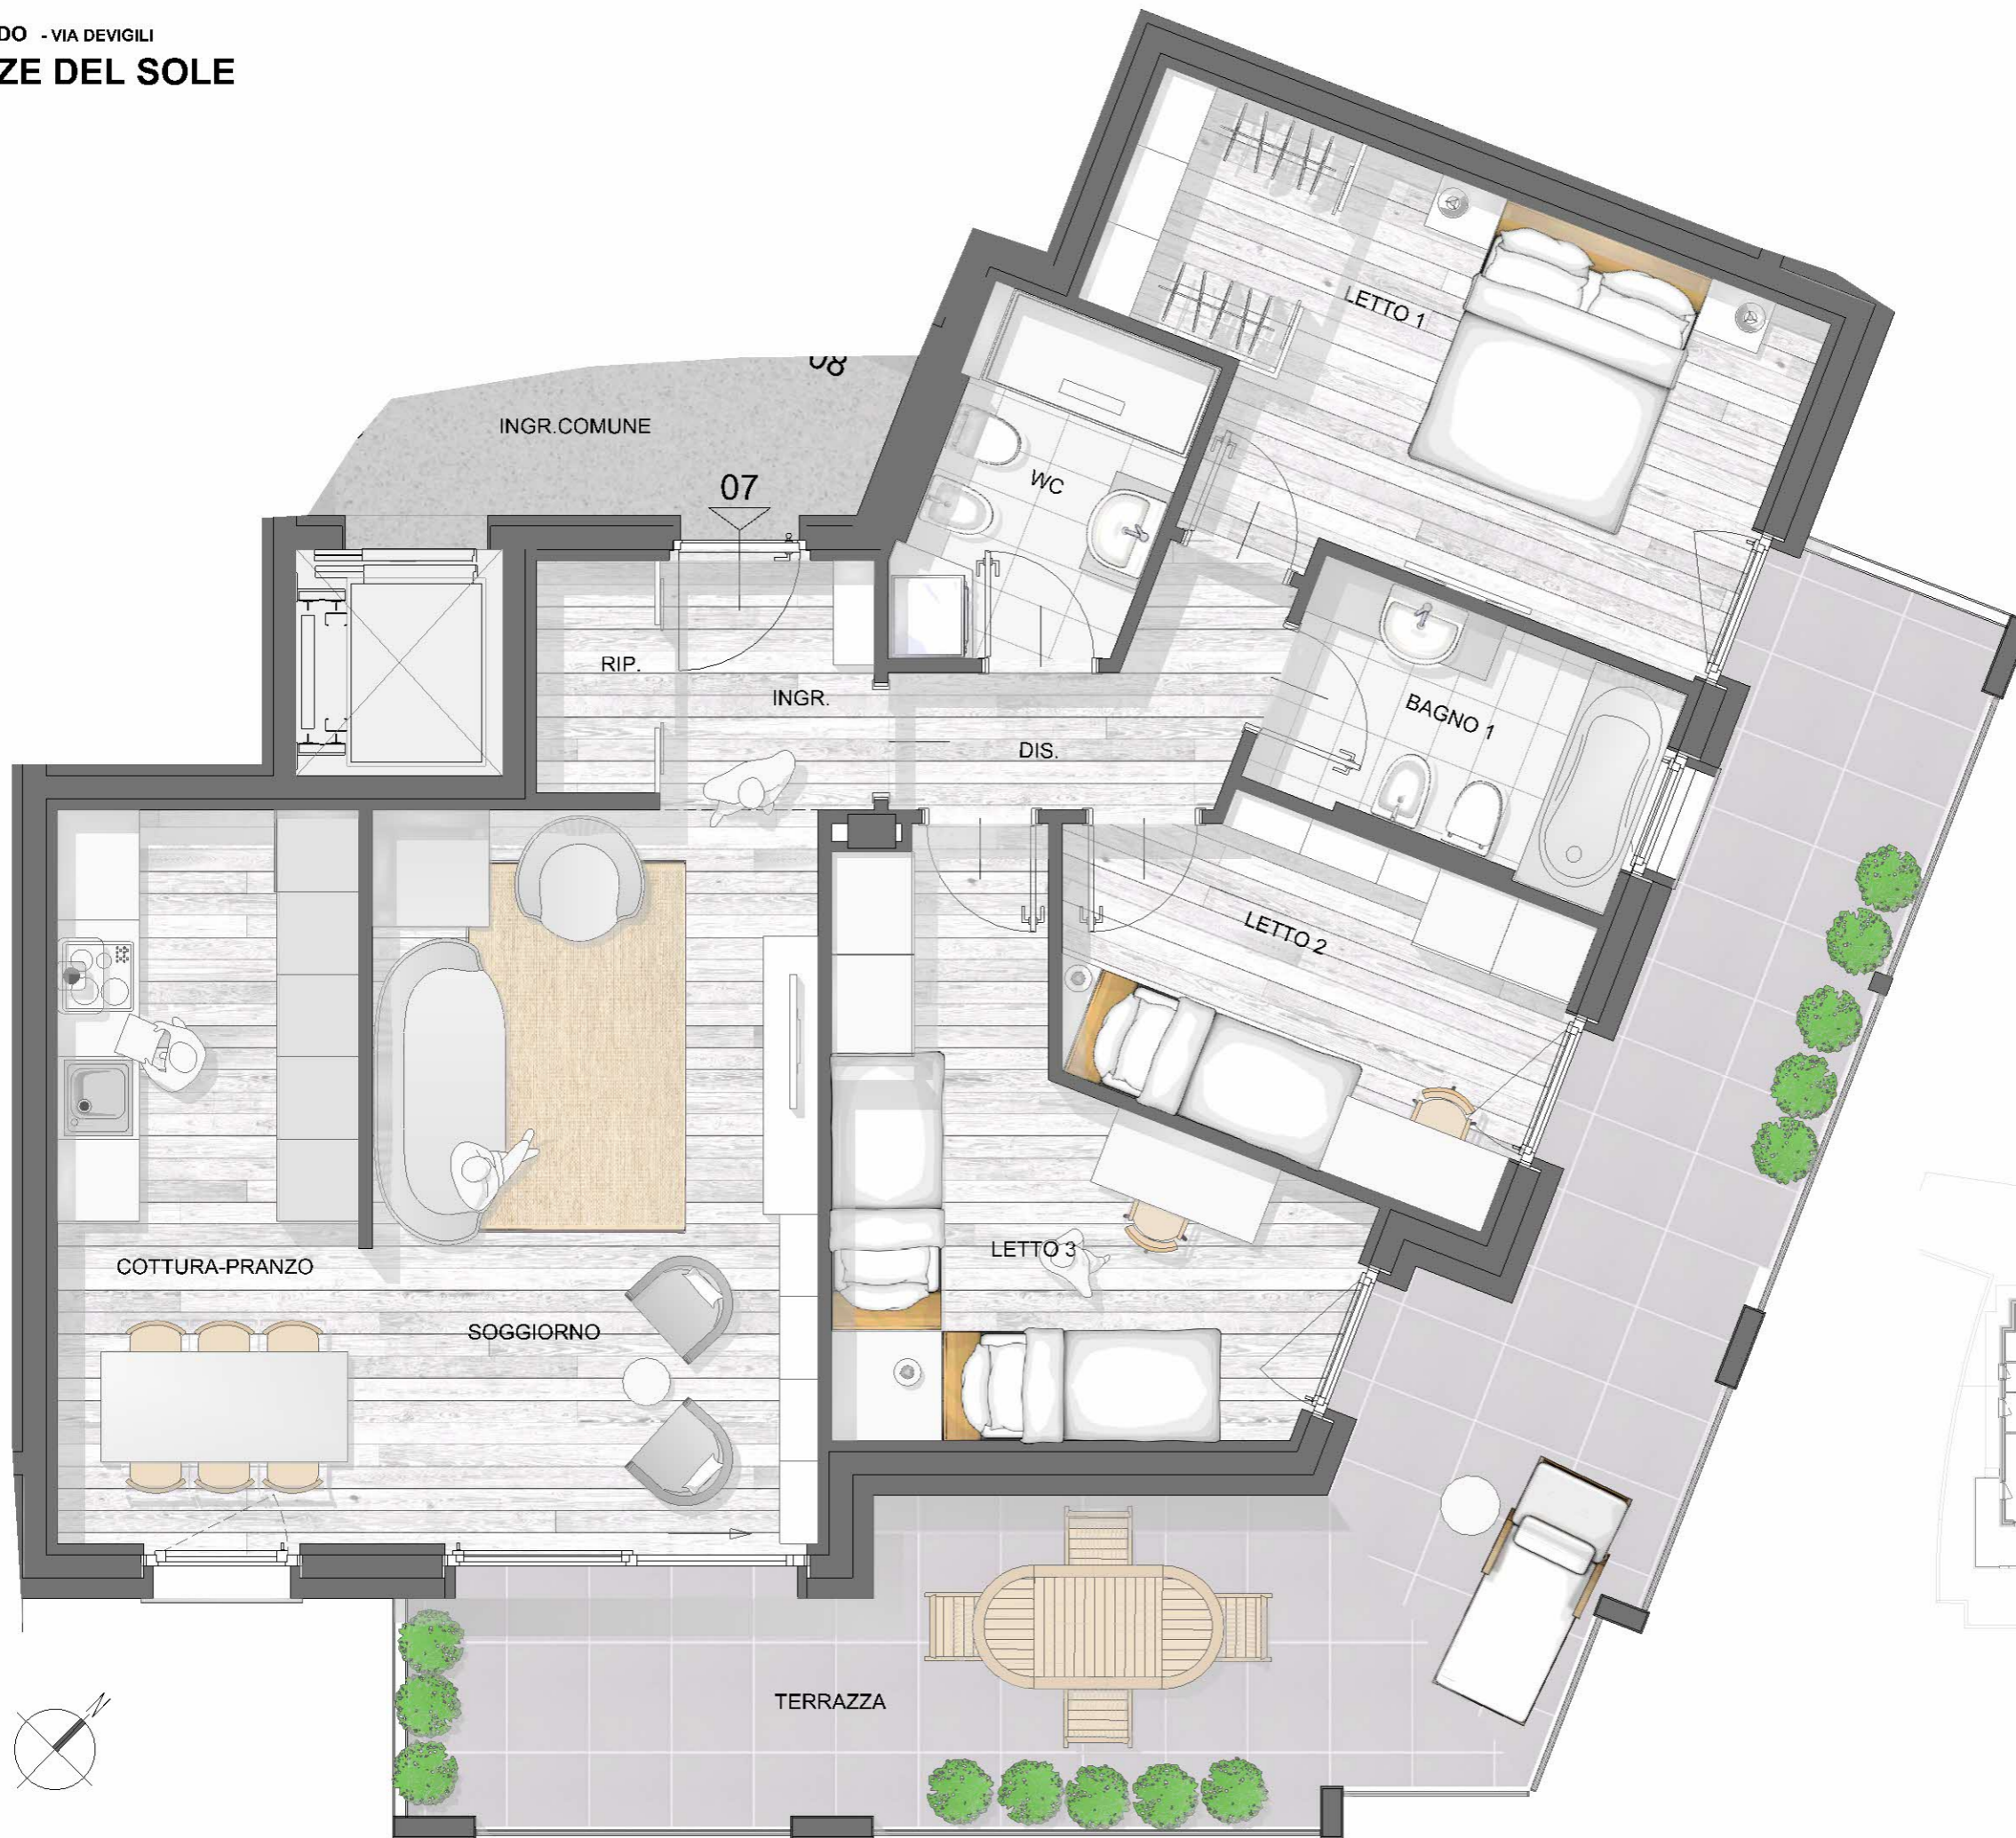 DO - VIA DEVIGILI
ZE DEL SOLE
LETTO 1
08
INGR.COMUNE
07
WC
RIP.
INGR.
DIS.
BAGNO 1
LETTO 2
LETTO 3
COTTURA-PRANZO
SOGGIORNO
TERRAZZA
N